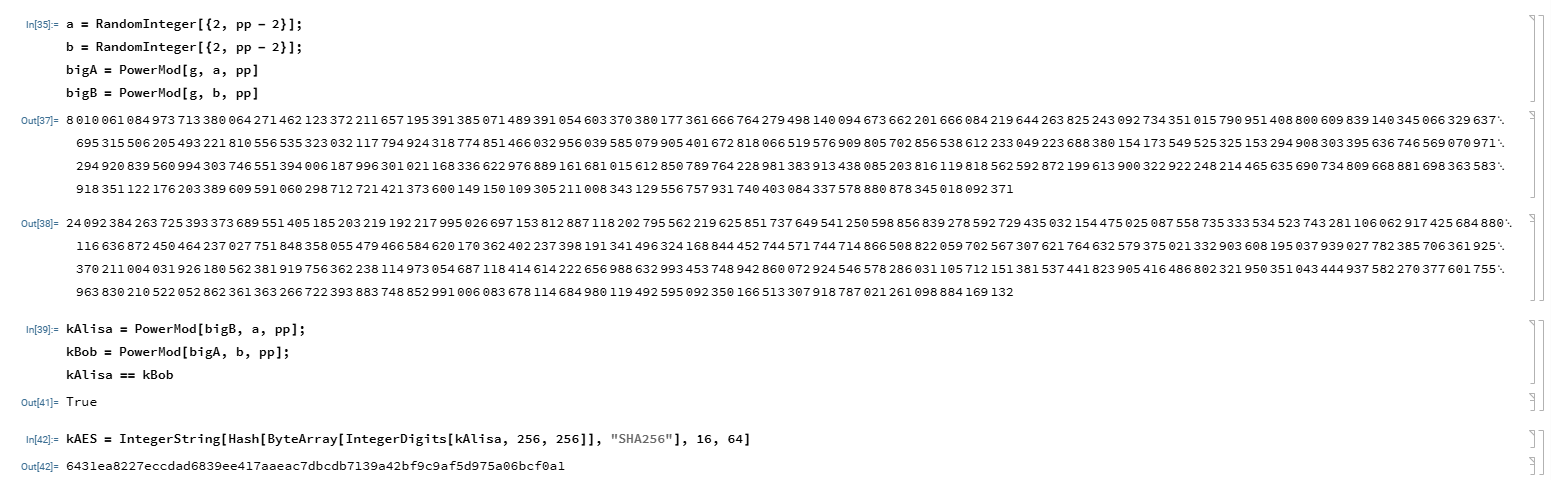 In[35]:= a = RandomInteger[{2, pp - 2}];
b = RandomInteger[{2, pp - 2}];
bigA = PowerMod[g, a, pp]
bigB = PowerMod[g, b, pp]
Out[37]= 8 010 061 084 973 713 380 064 271 462 123 372 211 657 195 391 385 071 489 391 054 603 370 380 177 361 666 764 279 498 140 094 673 662 201 666 084 219 644 263 825 243 092 734 351 015 790 951 408 800 609 839 140 345 066 329 637⋱
695 315 506 205 493 221 810 556 535 323 032 117 794 924 318 774 851 466 032 956 039 585 079 905 401 672 818 066 519 576 909 805 702 856 538 612 233 049 223 688 380 154 173 549 525 325 153 294 908 303 395 636 746 569 070 971⋱
294 920 839 560 994 303 746 551 394 006 187 996 301 021 168 336 622 976 889 161 681 015 612 850 789 764 228 981 383 913 438 085 203 816 119 818 562 592 872 199 613 900 322 922 248 214 465 635 690 734 809 668 881 698 363 583⋱
918 351 122 176 203 389 609 591 060 298 712 721 421 373 600 149 150 109 305 211 008 343 129 556 757 931 740 403 084 337 578 880 878 345 018 092 371
Out[38]= 24 092 384 263 725 393 373 689 551 405 185 203 219 192 217 995 026 697 153 812 887 118 202 795 562 219 625 851 737 649 541 250 598 856 839 278 592 729 435 032 154 475 025 087 558 735 333 534 523 743 281 106 062 917 425 684 880⋱
116 636 872 450 464 237 027 751 848 358 055 479 466 584 620 170 362 402 237 398 191 341 496 324 168 844 452 744 571 744 714 866 508 822 059 702 567 307 621 764 632 579 375 021 332 903 608 195 037 939 027 782 385 706 361 925⋱
370 211 004 031 926 180 562 381 919 756 362 238 114 973 054 687 118 414 614 222 656 988 632 993 453 748 942 860 072 924 546 578 286 031 105 712 151 381 537 441 823 905 416 486 802 321 950 351 043 444 937 582 270 377 601 755⋱
963 830 210 522 052 862 361 363 266 722 393 883 748 852 991 006 083 678 114 684 980 119 492 595 092 350 166 513 307 918 787 021 261 098 884 169 132
In[39]:= kAlisa = PowerMod[bigB, a, pp];
kBob = PowerMod[bigA, b, pp];
kAlisa == kBob
Out[41]= True
In[42]:= kAES = IntegerString[Hash[ByteArray[IntegerDigits[kAlisa, 256, 256]], "SHA256"], 16, 64]
Out[42]= 6431ea8227eccdad6839ee417aaeac7dbcdb7139a42bf9c9af5d975a06bcf0a1